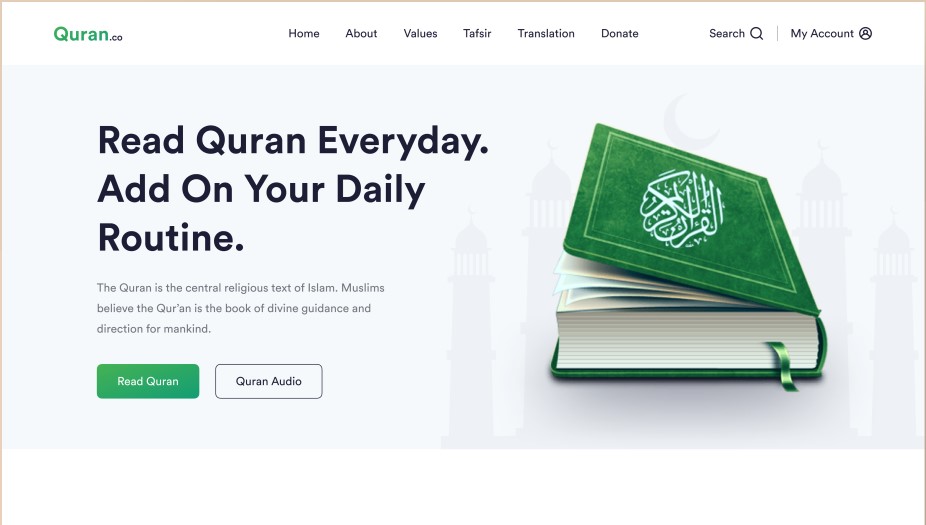 Quran.co
Home About Values Tafsir Translation Donate
Search My Account
Read Quran Everyday.
Add On Your Daily
Routine.
القرآن الكريم
The Quran is the central religious text of Islam. Muslims
believe the Qur'an is the book of divine guidance and
direction for mankind.
Read Quran Quran Audio